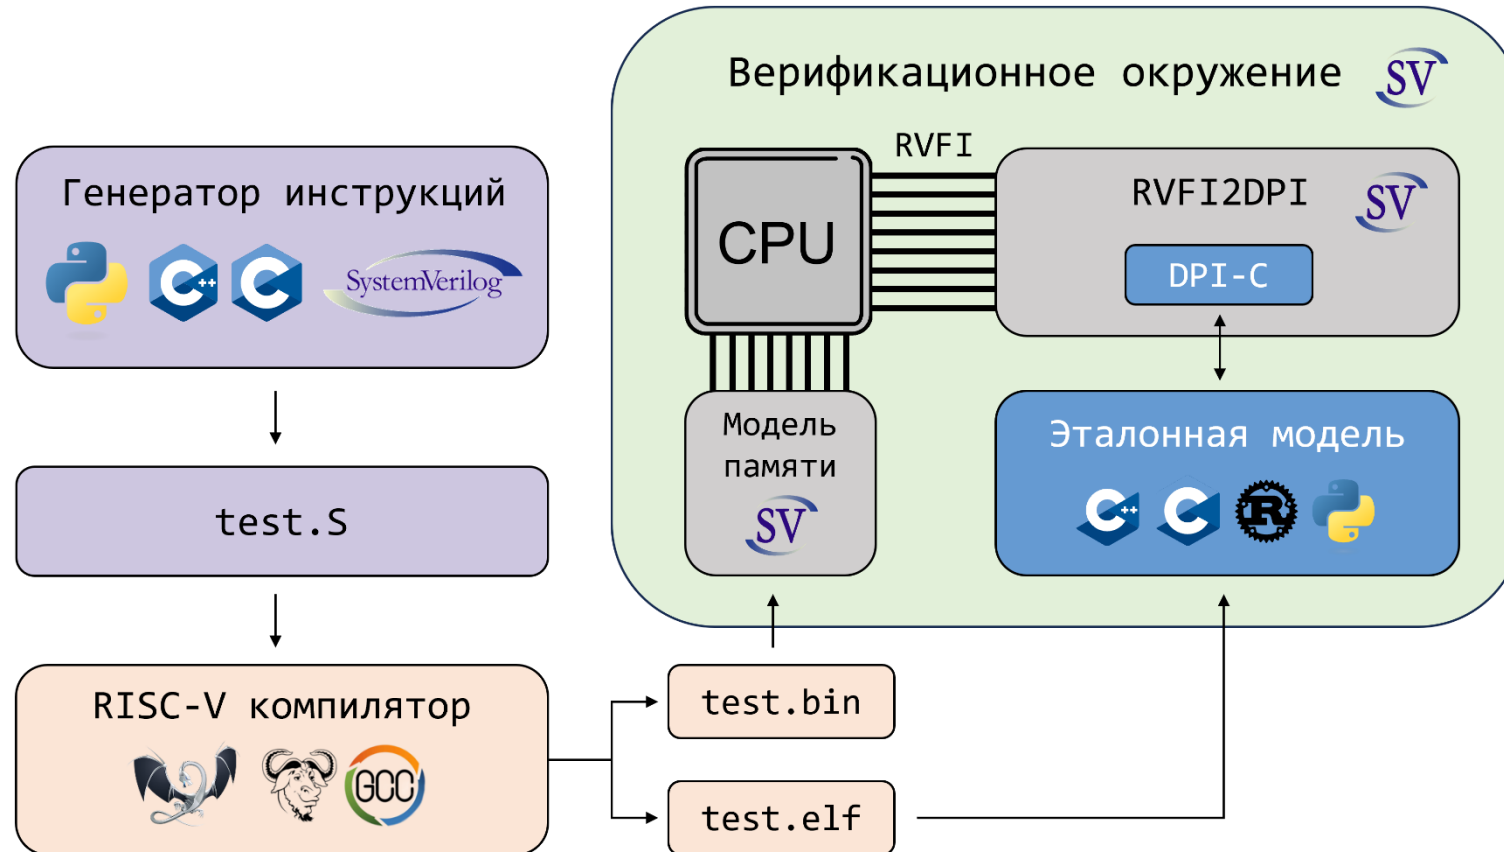 Верификационное окружение SV
Генератор инструкций
C++ C SystemVerilog
RVFI
CPU
RVFI2DPI SV
DPI-C
Модель
памяти
SV
Эталонная модель
C++ C R
test.S
RISC-V компилятор
GCC
test.bin
test.elf